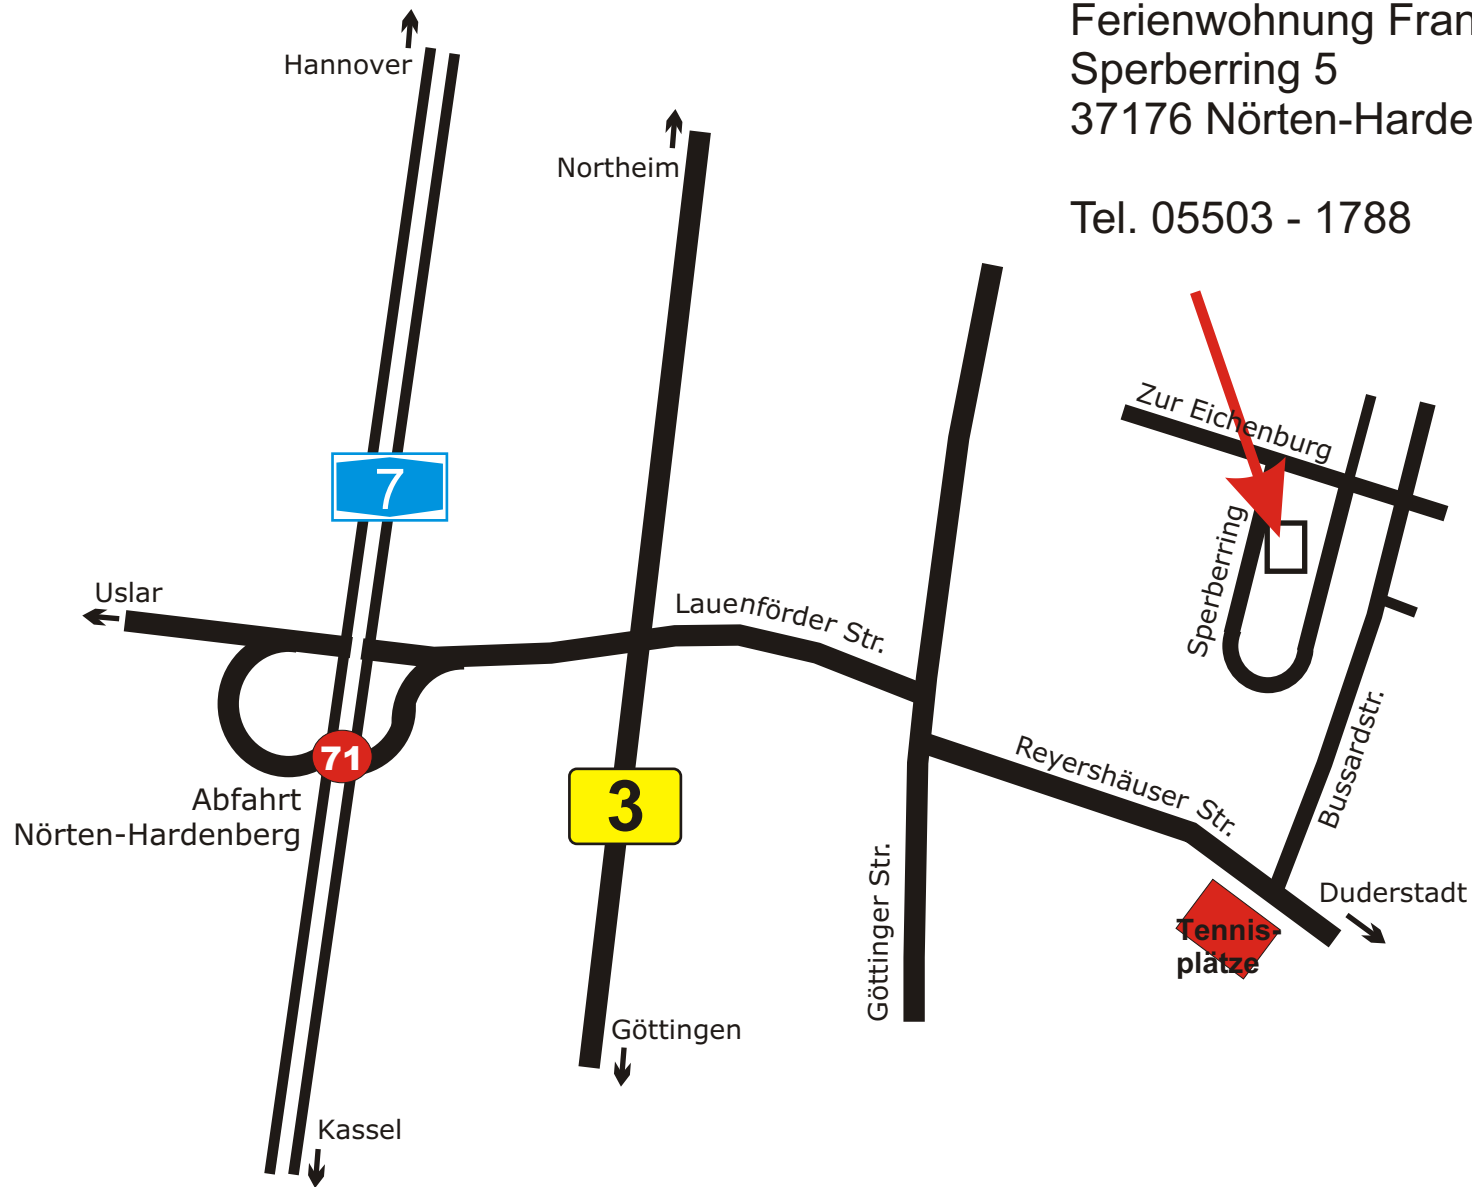 Ferienwohnung Fran
Sperberring 5
37176 Nörten-Harde
Tel. 05503 - 1788
Hannover
Northeim
Zur Eichenburg
7
Sperberring
Uslar
Lauenförder Str.
Bussardstr.
71
Reyershäuser Str.
Abfahrt
Nörten-Hardenberg
3
Göttinger Str.
Duderstadt
Tennis-
plätze
Göttingen
Kassel